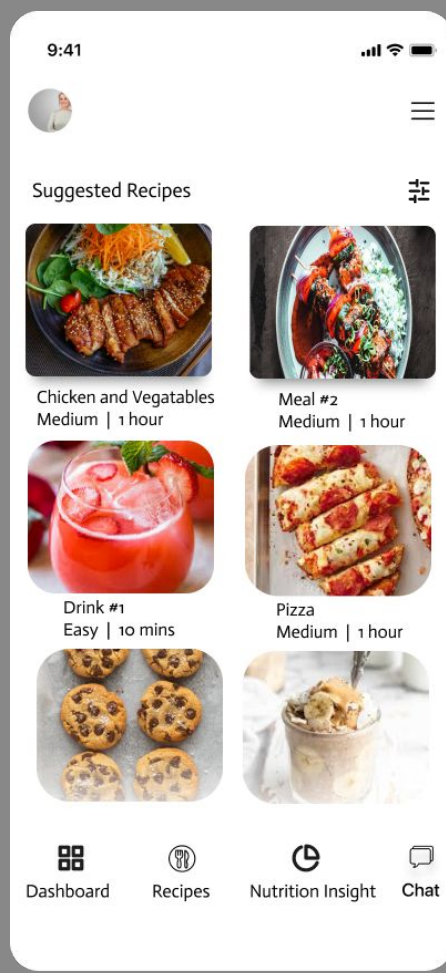 9:41
Suggested Recipes
Chicken and Vegatables
Medium | 1 hour
Meal #2
Medium | 1 hour
Drink #1
Easy | 10 mins
Pizza
Medium | 1 hour
Dashboard
Recipes
Nutrition Insight
Chat